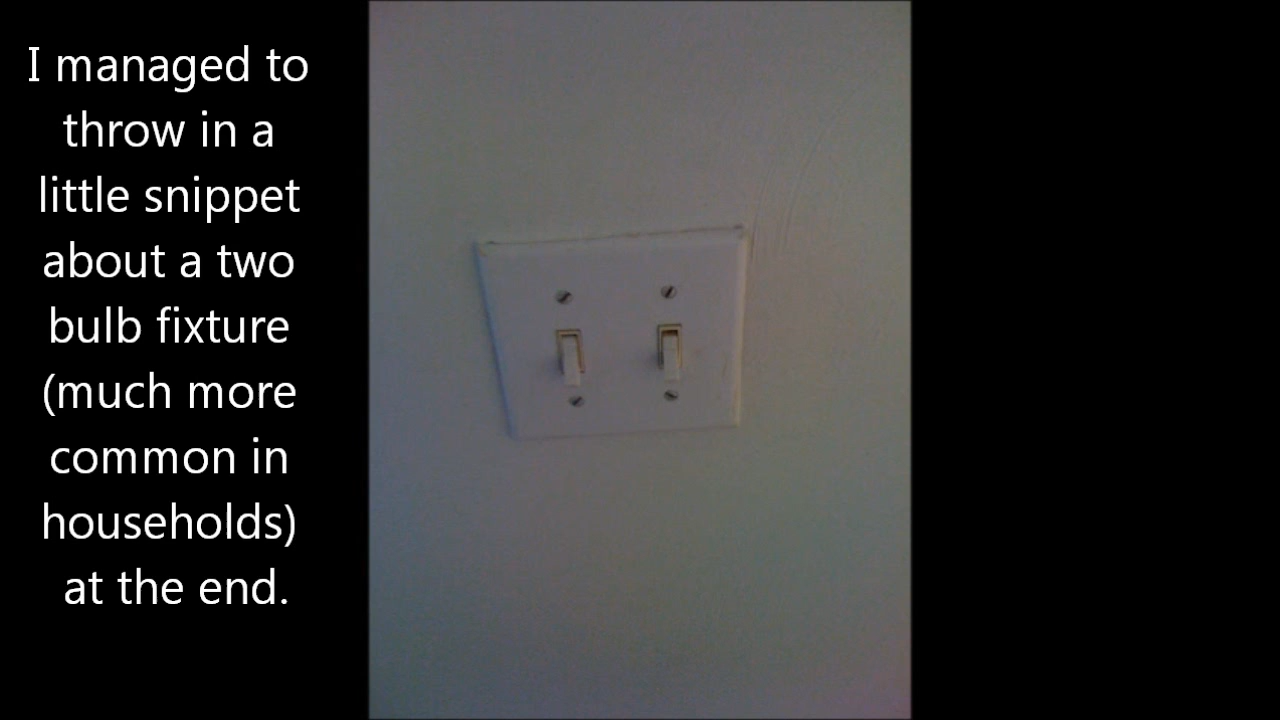 I managed to
throw in a
little snippet
about a two
bulb fixture
(much more
common in
households)
at the end.